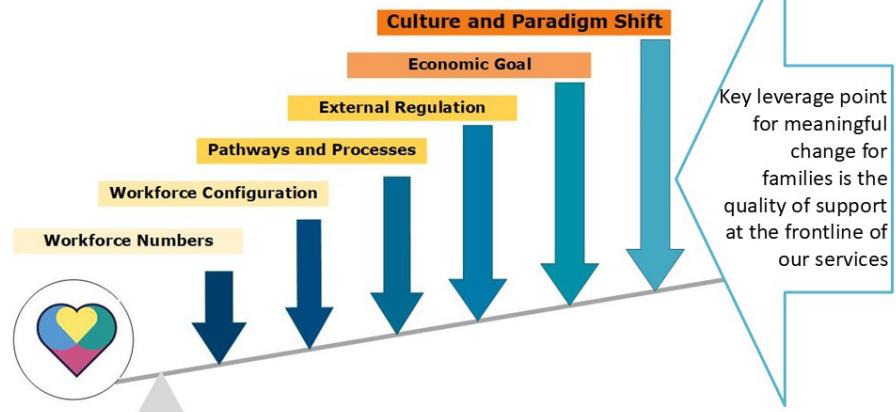 Culture and Paradigm Shift
Economic Goal
External Regulation
Pathways and Processes
Workforce Configuration
Workforce Numbers
Key leverage point
for meaningful
change for
families is the
quality of support
at the frontline of
our services